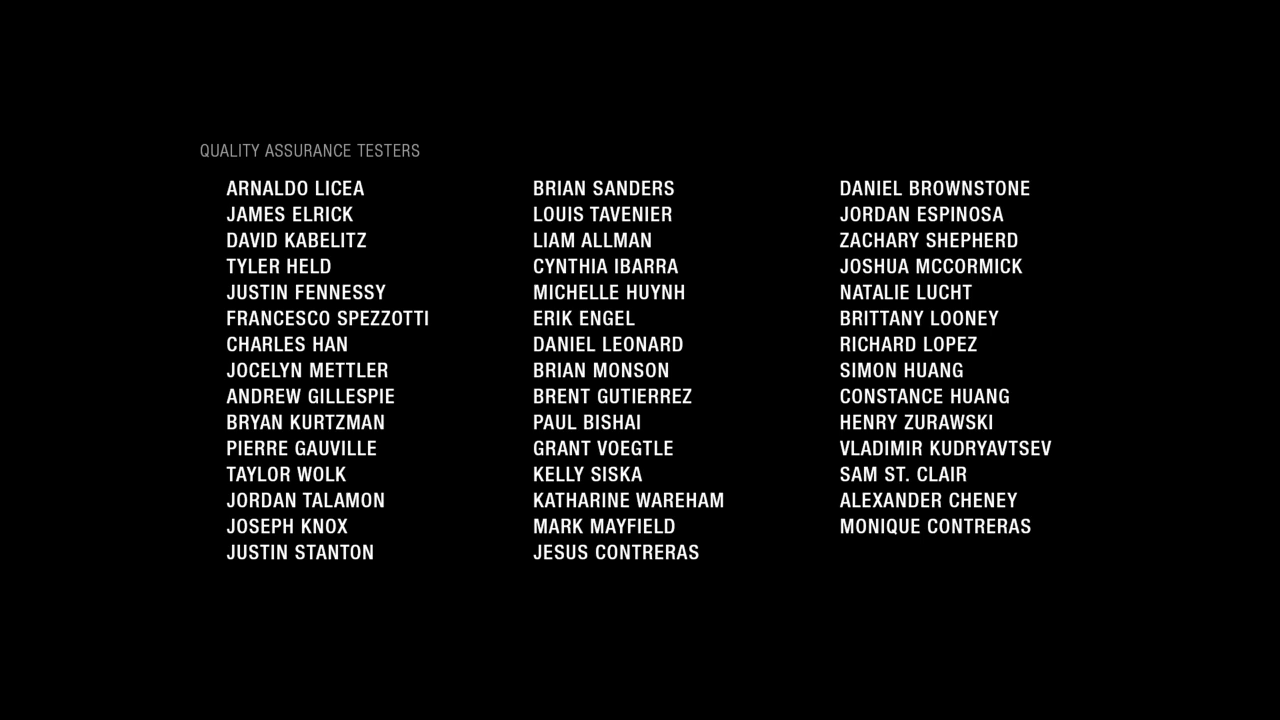 QUALITY ASSURANCE TESTERS
ARNALDO LICEA
JAMES ELRICK
DAVID KABELITZ
TYLER HELD
JUSTIN FENNESSY
FRANCESCO SPEZZOTTI
CHARLES HAN
JOCELYN METTLER
ANDREW GILLESPIE
BRYAN KURTZMAN
PIERRE GAUVILLE
TAYLOR WOLK
JORDAN TALAMON
JOSEPH KNOX
JUSTIN STANTON
BRIAN SANDERS
LOUIS TAVENIER
LIAM ALLMAN
CYNTHIA IBARRA
MICHELLE HUYNH
ERIK ENGEL
DANIEL LEONARD
BRIAN MONSON
BRENT GUTIERREZ
PAUL BISHAI
GRANT VOEGTLE
KELLY SISKA
KATHARINE WAREHAM
MARK MAYFIELD
JESUS CONTRERAS
DANIEL BROWNSTONE
JORDAN ESPINOSA
ZACHARY SHEPHERD
JOSHUA MCCORMICK
NATALIE LUCHT
BRITTANY LOONEY
RICHARD LOPEZ
SIMON HUANG
CONSTANCE HUANG
HENRY ZURAWSKI
VLADIMIR KUDRYAVTSEV
SAM ST. CLAIR
ALEXANDER CHENEY
MONIQUE CONTRERAS